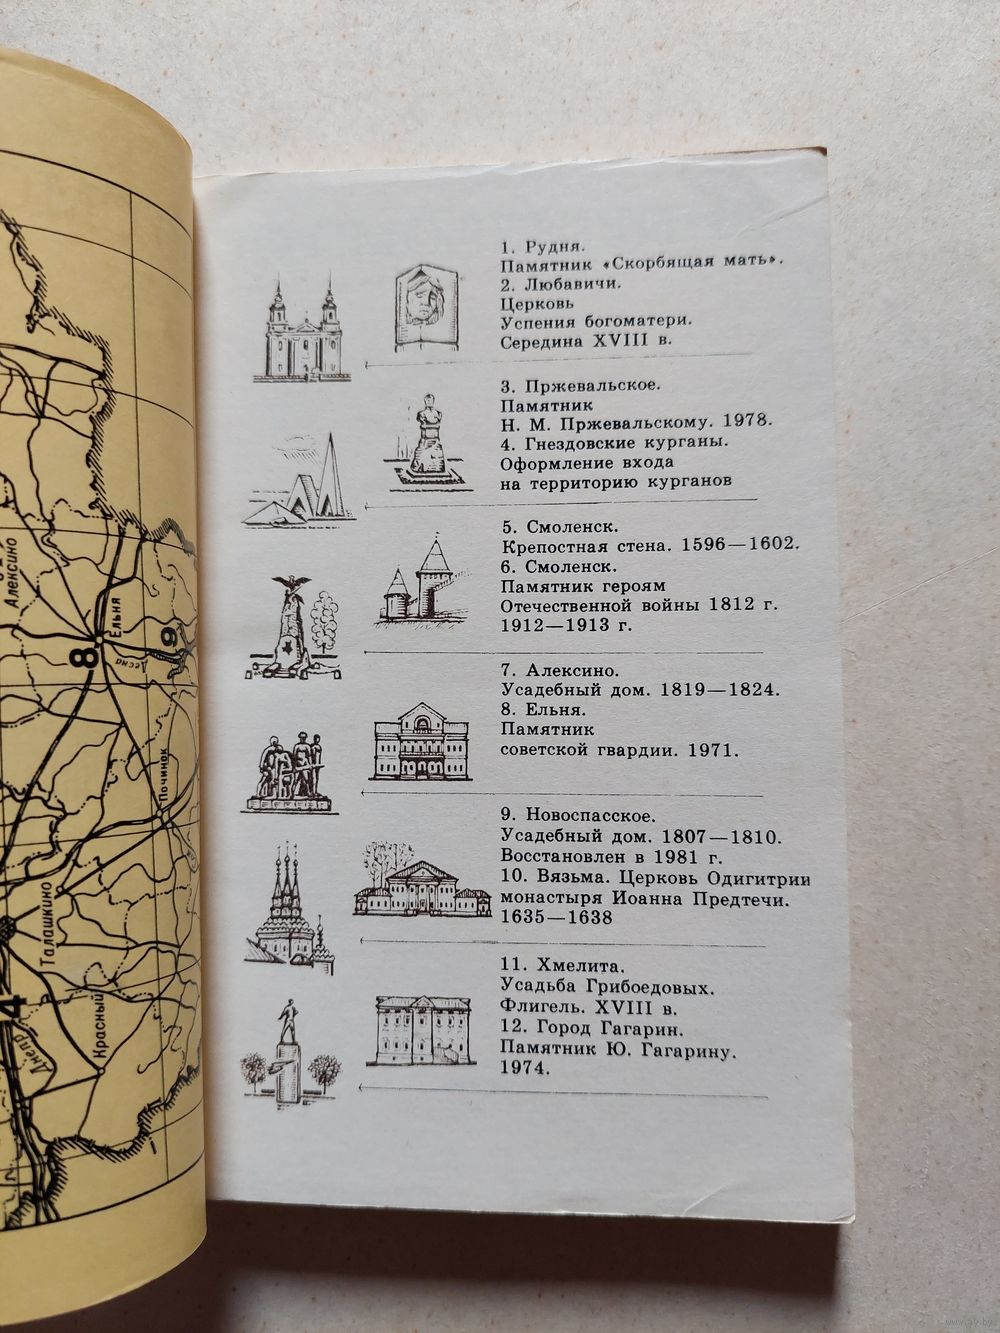 1. Рудня.
Памятник «Скорбящая мать».
2. Любавичи.
Церковь
Успения богоматери.
Середина XVIII в.
3. Пржевальское.
Памятник
Н. М. Пржевальскому. 1978.
4. Гнездовские курганы.
Оформление входа
на территорию курганов
5. Смоленск.
Крепостная стена. 1596—1602.
6. Смоленск.
Памятник героям
Отечественной войны 1812 г.
1912—1913 г.
7. Алексино.
Усадебный дом. 1819—1824.
8. Ельня.
Памятник
советской гвардии. 1971.
9. Новоспасское.
Усадебный дом. 1807—1810.
Восстановлен в 1981 г.
10. Вязьма. Церковь Одигитрии
монастыря Иоанна Предтечи.
1635—1638
11. Хмелита.
Усадьба Грибоедовых.
Флигель. XVIII в.
12. Город Гагарин.
Памятник Ю. Гагарину.
1974.
Алексино
Ельня
8
9
Десна
Починок
Талашкино
4
Красный
Днепр